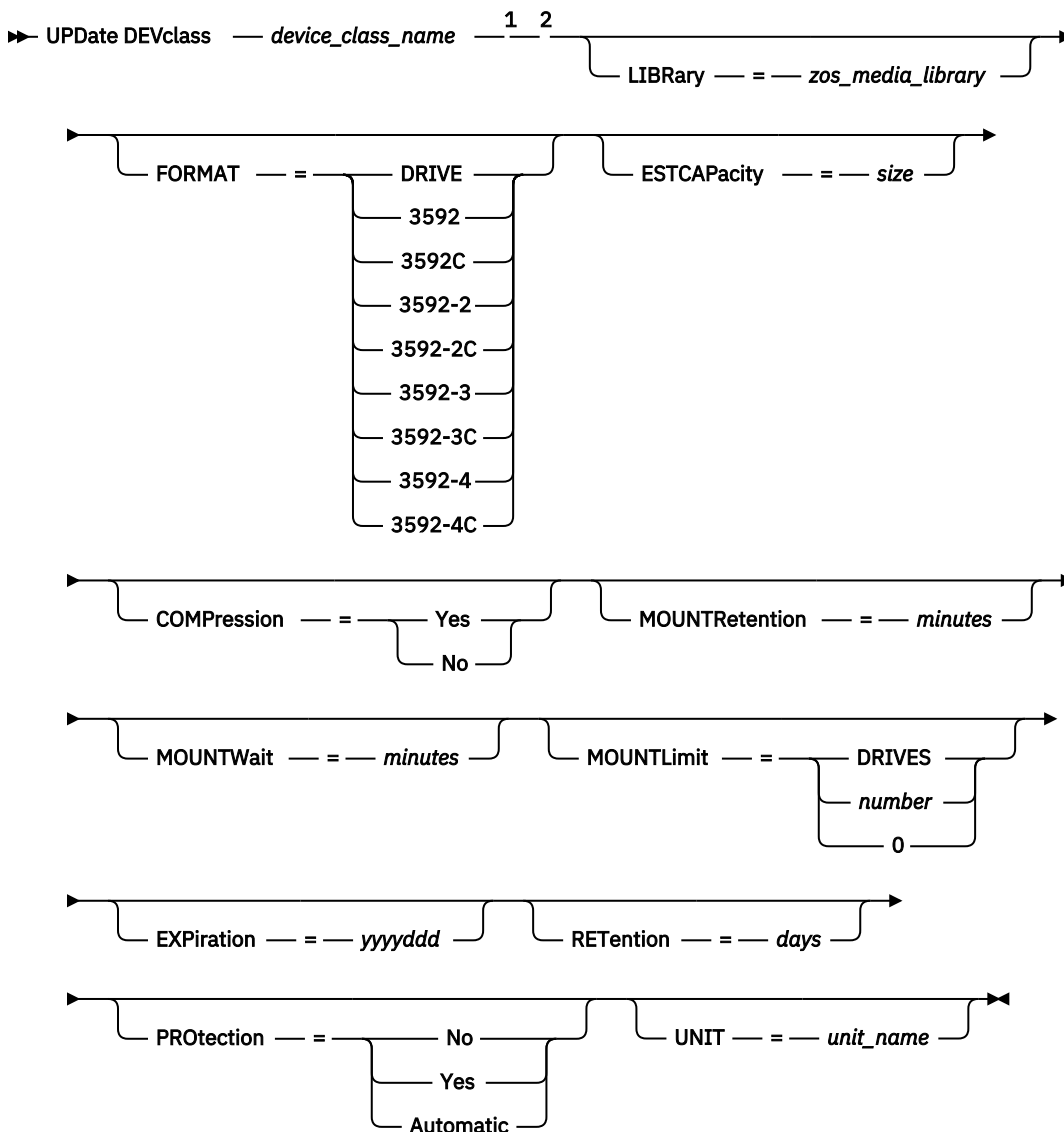 1 2
UPDate DEVclass device_class_name
LIBRary = zos_media_library
FORMAT = DRIVE
3592
3592C
3592-2
3592-2C
3592-3
3592-3C
3592-4
3592-4C
ESTCAPacity = size
COMPression = Yes
No
MOUNTRetention = minutes
MOUNTWait = minutes
MOUNTLimit = DRIVES
number
0
EXPiration = yyyyddd
RETention = days
PROtection = No
Yes
Automatic
UNIT = unit_name